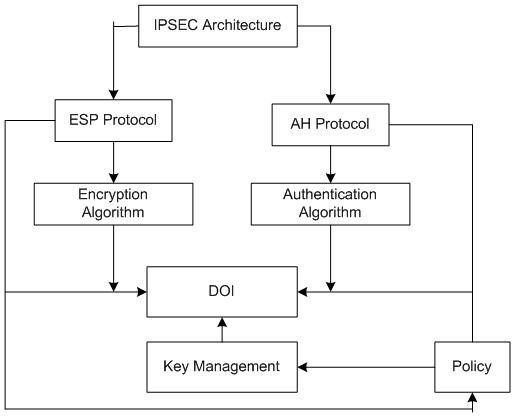 IPSEC Architecture
ESP Protocol
AH Protocol
Encryption
Algorithm
Authentication
Algorithm
DOI
Key Management
Policy